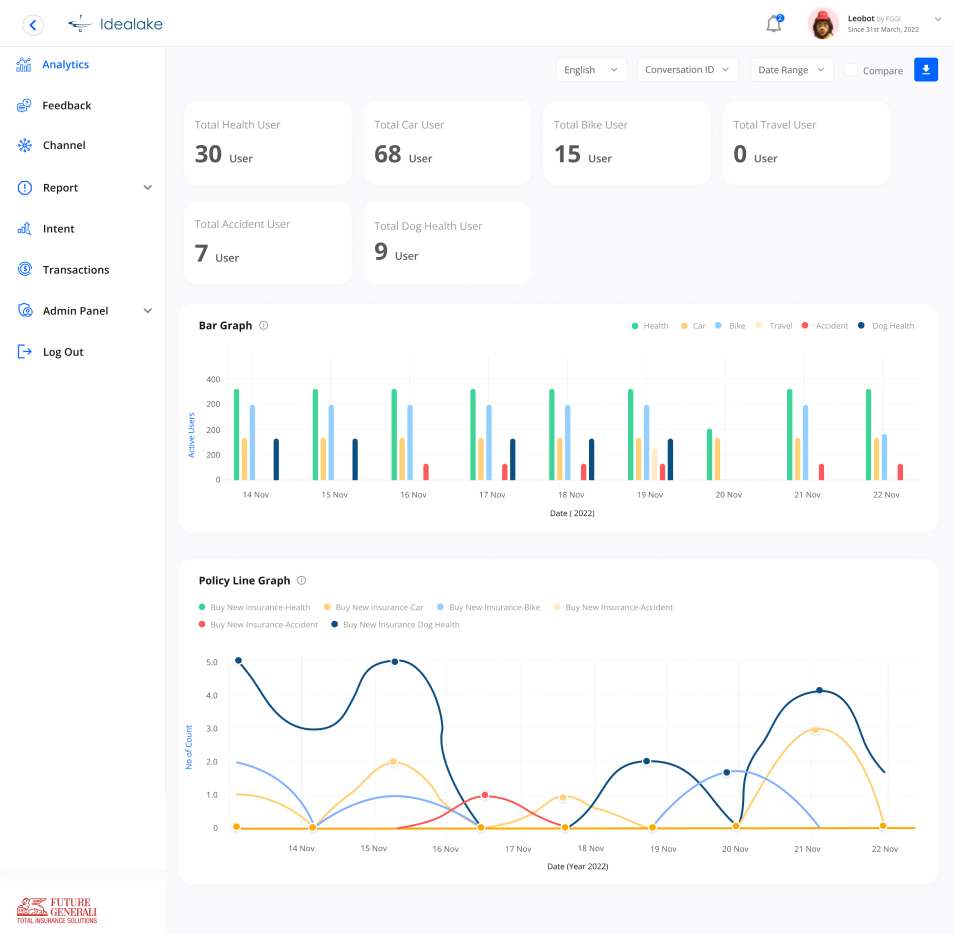 Idealake
2
Leobot by FGGI
Since 31st March, 2022
Analytics
Feedback
Channel
Report
Intent
Transactions
Admin Panel
Log Out
English
Conversation ID
Date Range
Compare
Total Health User
30 User
Total Car User
68 User
Total Bike User
15 User
Total Travel User
0 User
Total Accident User
7 User
Total Dog Health User
9 User
Bar Graph
Health Car Bike Travel Accident Dog Health
Active Users
400
200
200
200
0
14 Nov 15 Nov 16 Nov 17 Nov 18 Nov 19 Nov 20 Nov 21 Nov 22 Nov
Date ( 2022)
Policy Line Graph
Buy New insurance-Health Buy New insurance-Car Buy New Insurance-Bike Buy New Insurance-Accident
Buy New Insurance-Accident Buy New Insurance Dog Health
No of Count
5.0
4.0
3.0
2.0
1.0
0
14 Nov 15 Nov 16 Nov 17 Nov 18 Nov 19 Nov 20 Nov 21 Nov 22 Nov
Date (Year 2022)
FUTURE
GENERALI
TOTAL INSURANCE SOLUTIONS